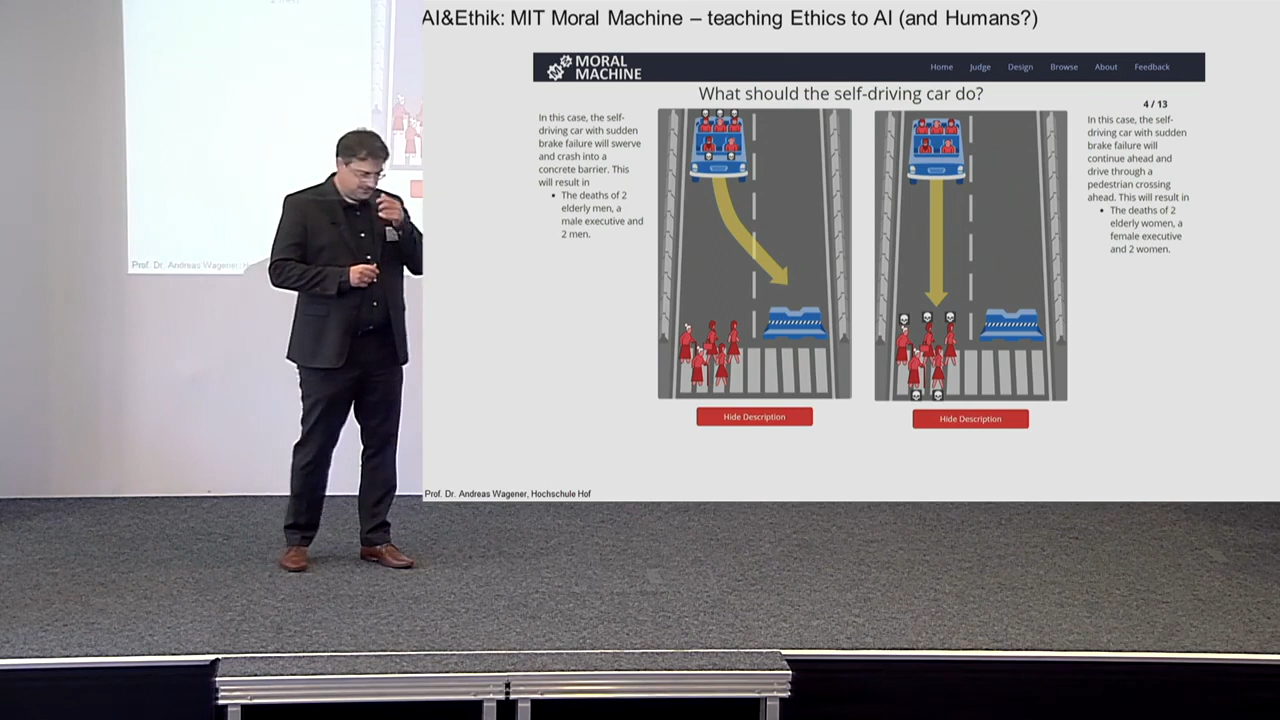 AI&Ethik: MIT Moral Machine – teaching Ethics to AI (and Humans?)
MORAL
MACHINE
Home Judge Design Browse About Feedback
What should the self-driving car do?
4 / 13
In this case, the self-
driving car with sudden
brake failure will swerve
and crash into a
concrete barrier. This
will result in
• The deaths of 2
elderly men, a
male executive and
2 men.
In this case, the self-
driving car with sudden
brake failure will
continue ahead and
drive through a
pedestrian crossing
ahead. This will result in
• The deaths of 2
elderly women, a
female executive
and 2 women.
Hide Description
Hide Description
Prof. Dr. Andreas Wagener, Hochschule Hof
Prof. Dr. Andreas Wagener, H